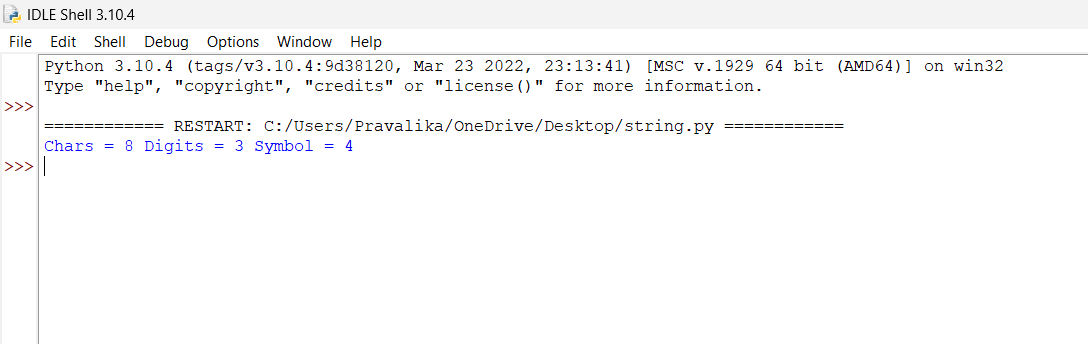 IDLE Shell 3.10.4
File Edit Shell Debug Options Window Help
Python 3.10.4 (tags/v3.10.4:9d38120, Mar 23 2022, 23:13:41) [MSC v.1929 64 bit (AMD64)] on win32
Type "help", "copyright", "credits" or "license()" for more information.
>>>
============ RESTART: C:/Users/Pravalika/OneDrive/Desktop/string.py ============
Chars = 8 Digits = 3 Symbol = 4
>>>